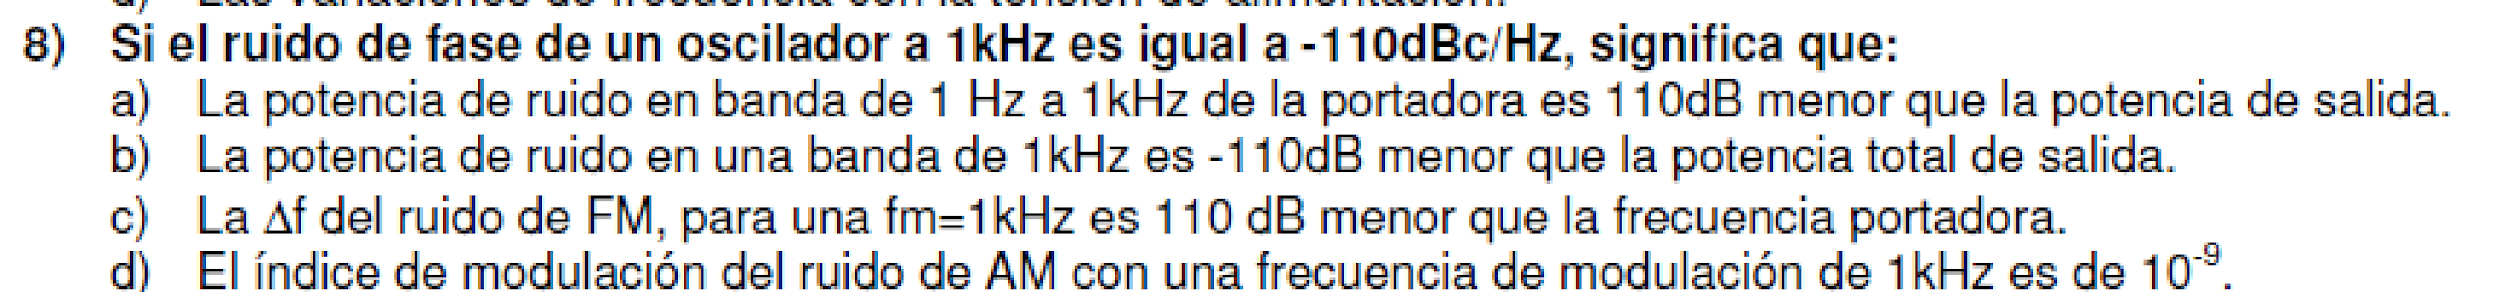 8) Si el ruido de fase de un oscilador a 1kHz es igual a -110dBc/Hz, significa que:
a) La potencia de ruido en banda de 1 Hz a 1kHz de la portadora es 110dB menor que la potencia de salida.
b) La potencia de ruido en una banda de 1kHz es -110dB menor que la potencia total de salida.
c) La Δf del ruido de FM, para una fm=1kHz es 110 dB menor que la frecuencia portadora.
d) El índice de modulación del ruido de AM con una frecuencia de modulación de 1kHz es de 10⁻⁹.